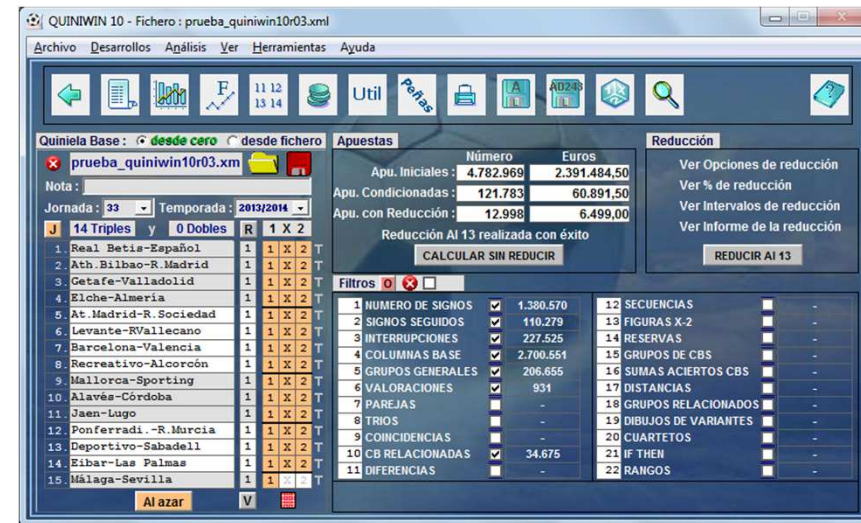 QUINIWIN 10 - Fichero : prueba_quiniwin10r03.xml
Archivo Desarrollos Análisis Ver Herramientas Ayuda
F 11 12 13 14 Util Peñas A AD243 1X2
Quiniela Base : desde cero desde fichero
prueba_quiniwin10r03.xm
Nota :
Jornada : 33 Temporada : 2013/2014
J 14 Triples y 0 Dobles R 1 X 2
1. Real Betis-Español 1 1 X 2 T
2. Ath.Bilbao-R.Madrid 1 1 X 2 T
3. Getafe-Valladolid 1 1 X 2 T
4. Elche-Almería 1 1 X 2 T
5. At.Madrid-R.Sociedad 1 1 X 2 T
6. Levante-RVallecano 1 1 X 2 T
7. Barcelona-Valencia 1 1 X 2 T
8. Recreativo-Alcorcón 1 1 X 2 T
9. Mallorca-Sporting 1 1 X 2 T
10. Alavés-Córdoba 1 1 X 2 T
11. Jaen-Lugo 1 1 X 2 T
12. Ponferradi.-R.Murcia 1 1 X 2 T
13. Deportivo-Sabadell 1 1 X 2 T
14. Eibar-Las Palmas 1 1 X 2 T
15. Málaga-Sevilla 1 1 X 2 T
Al azar V
Apuestas
Número Euros
Apu. Iniciales : 4.782.969 2.391.484,50
Apu. Condicionadas : 121.783 60.891,50
Apu. con Reducción : 12.998 6.499,00
Reducción Al 13 realizada con éxito
CALCULAR SIN REDUCIR
Reducción
Ver Opciones de reducción
Ver % de reducción
Ver Intervalos de reducción
Ver Informe de la reducción
REDUCIR Al 13
Filtros O
1 NUMERO DE SIGNOS 1.380.570
2 SIGNOS SEGUIDOS 110.279
3 INTERRUPCIONES 227.525
4 COLUMNAS BASE 2.700.551
5 GRUPOS GENERALES 206.655
6 VALORACIONES 931
7 PAREJAS -
8 TRIOS -
9 COINCIDENCIAS -
10 CB RELACIONADAS 34.675
11 DIFERENCIAS -
12 SECUENCIAS -
13 FIGURAS X-2 -
14 RESERVAS -
15 GRUPOS DE CBS -
16 SUMAS ACIERTOS CBS -
17 DISTANCIAS -
18 GRUPOS RELACIONADOS -
19 DIBUJOS DE VARIANTES -
20 CUARTETOS -
21 IF THEN -
22 RANGOS -